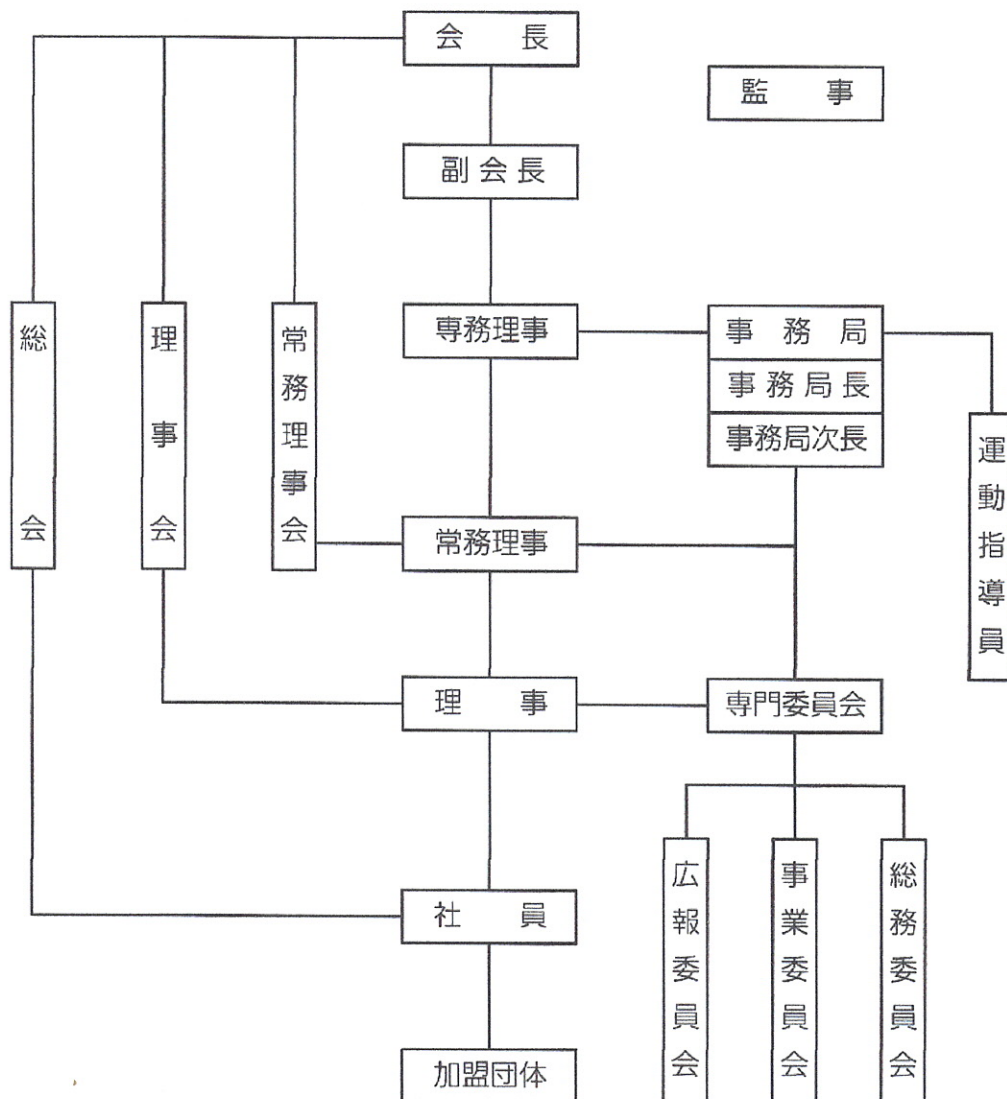 会長
監事
副会長
総会
理事会
常務理事会
専務理事
事務局
事務局長
事務局次長
運動指導員
常務理事
理事
専門委員会
広報委員会
事業委員会
総務委員会
社員
加盟団体